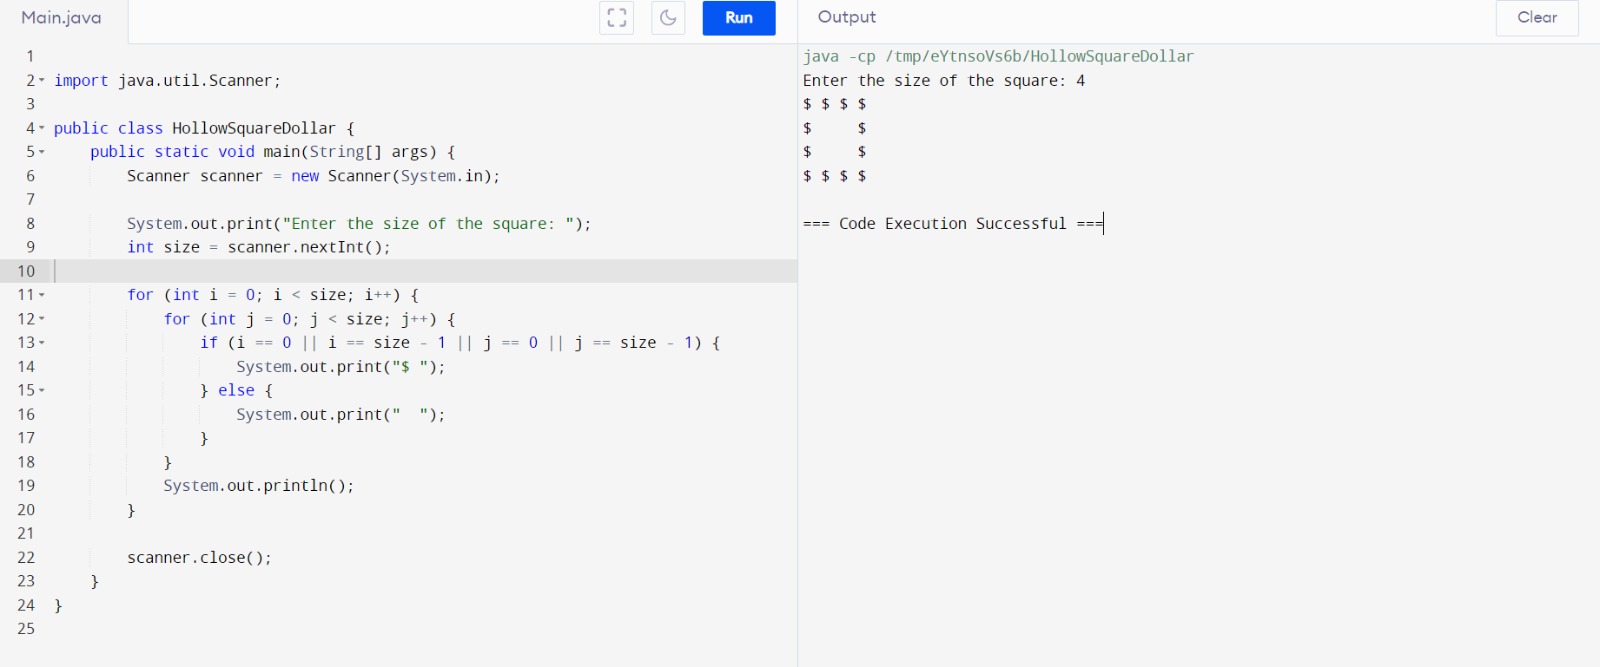 Main.java
Run
1
2 import java.util.Scanner;
3
4 public class HollowSquareDollar {
5     public static void main(String[] args) {
6         Scanner scanner = new Scanner(System.in);
7
8         System.out.print("Enter the size of the square: ");
9         int size = scanner.nextInt();
10
11         for (int i = 0; i < size; i++) {
12             for (int j = 0; j < size; j++) {
13                 if (i == 0 || i == size - 1 || j == 0 || j == size - 1) {
14                     System.out.print("$ ");
15                 } else {
16                     System.out.print("  ");
17                 }
18             }
19             System.out.println();
20         }
21
22         scanner.close();
23     }
24 }
25
Output
Clear
java -cp /tmp/eYtnsoVs6b/HollowSquareDollar
Enter the size of the square: 4
$ $ $ $
$     $
$     $
$ $ $ $
=== Code Execution Successful ===